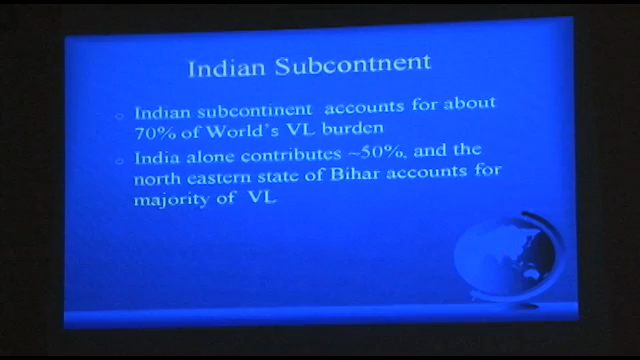 Indian Subcontnent
Indian subcontinent accounts for about
70% of World's VL burden
India alone contributes ~50%, and the
north eastern state of Bihar accounts for
majority of VL